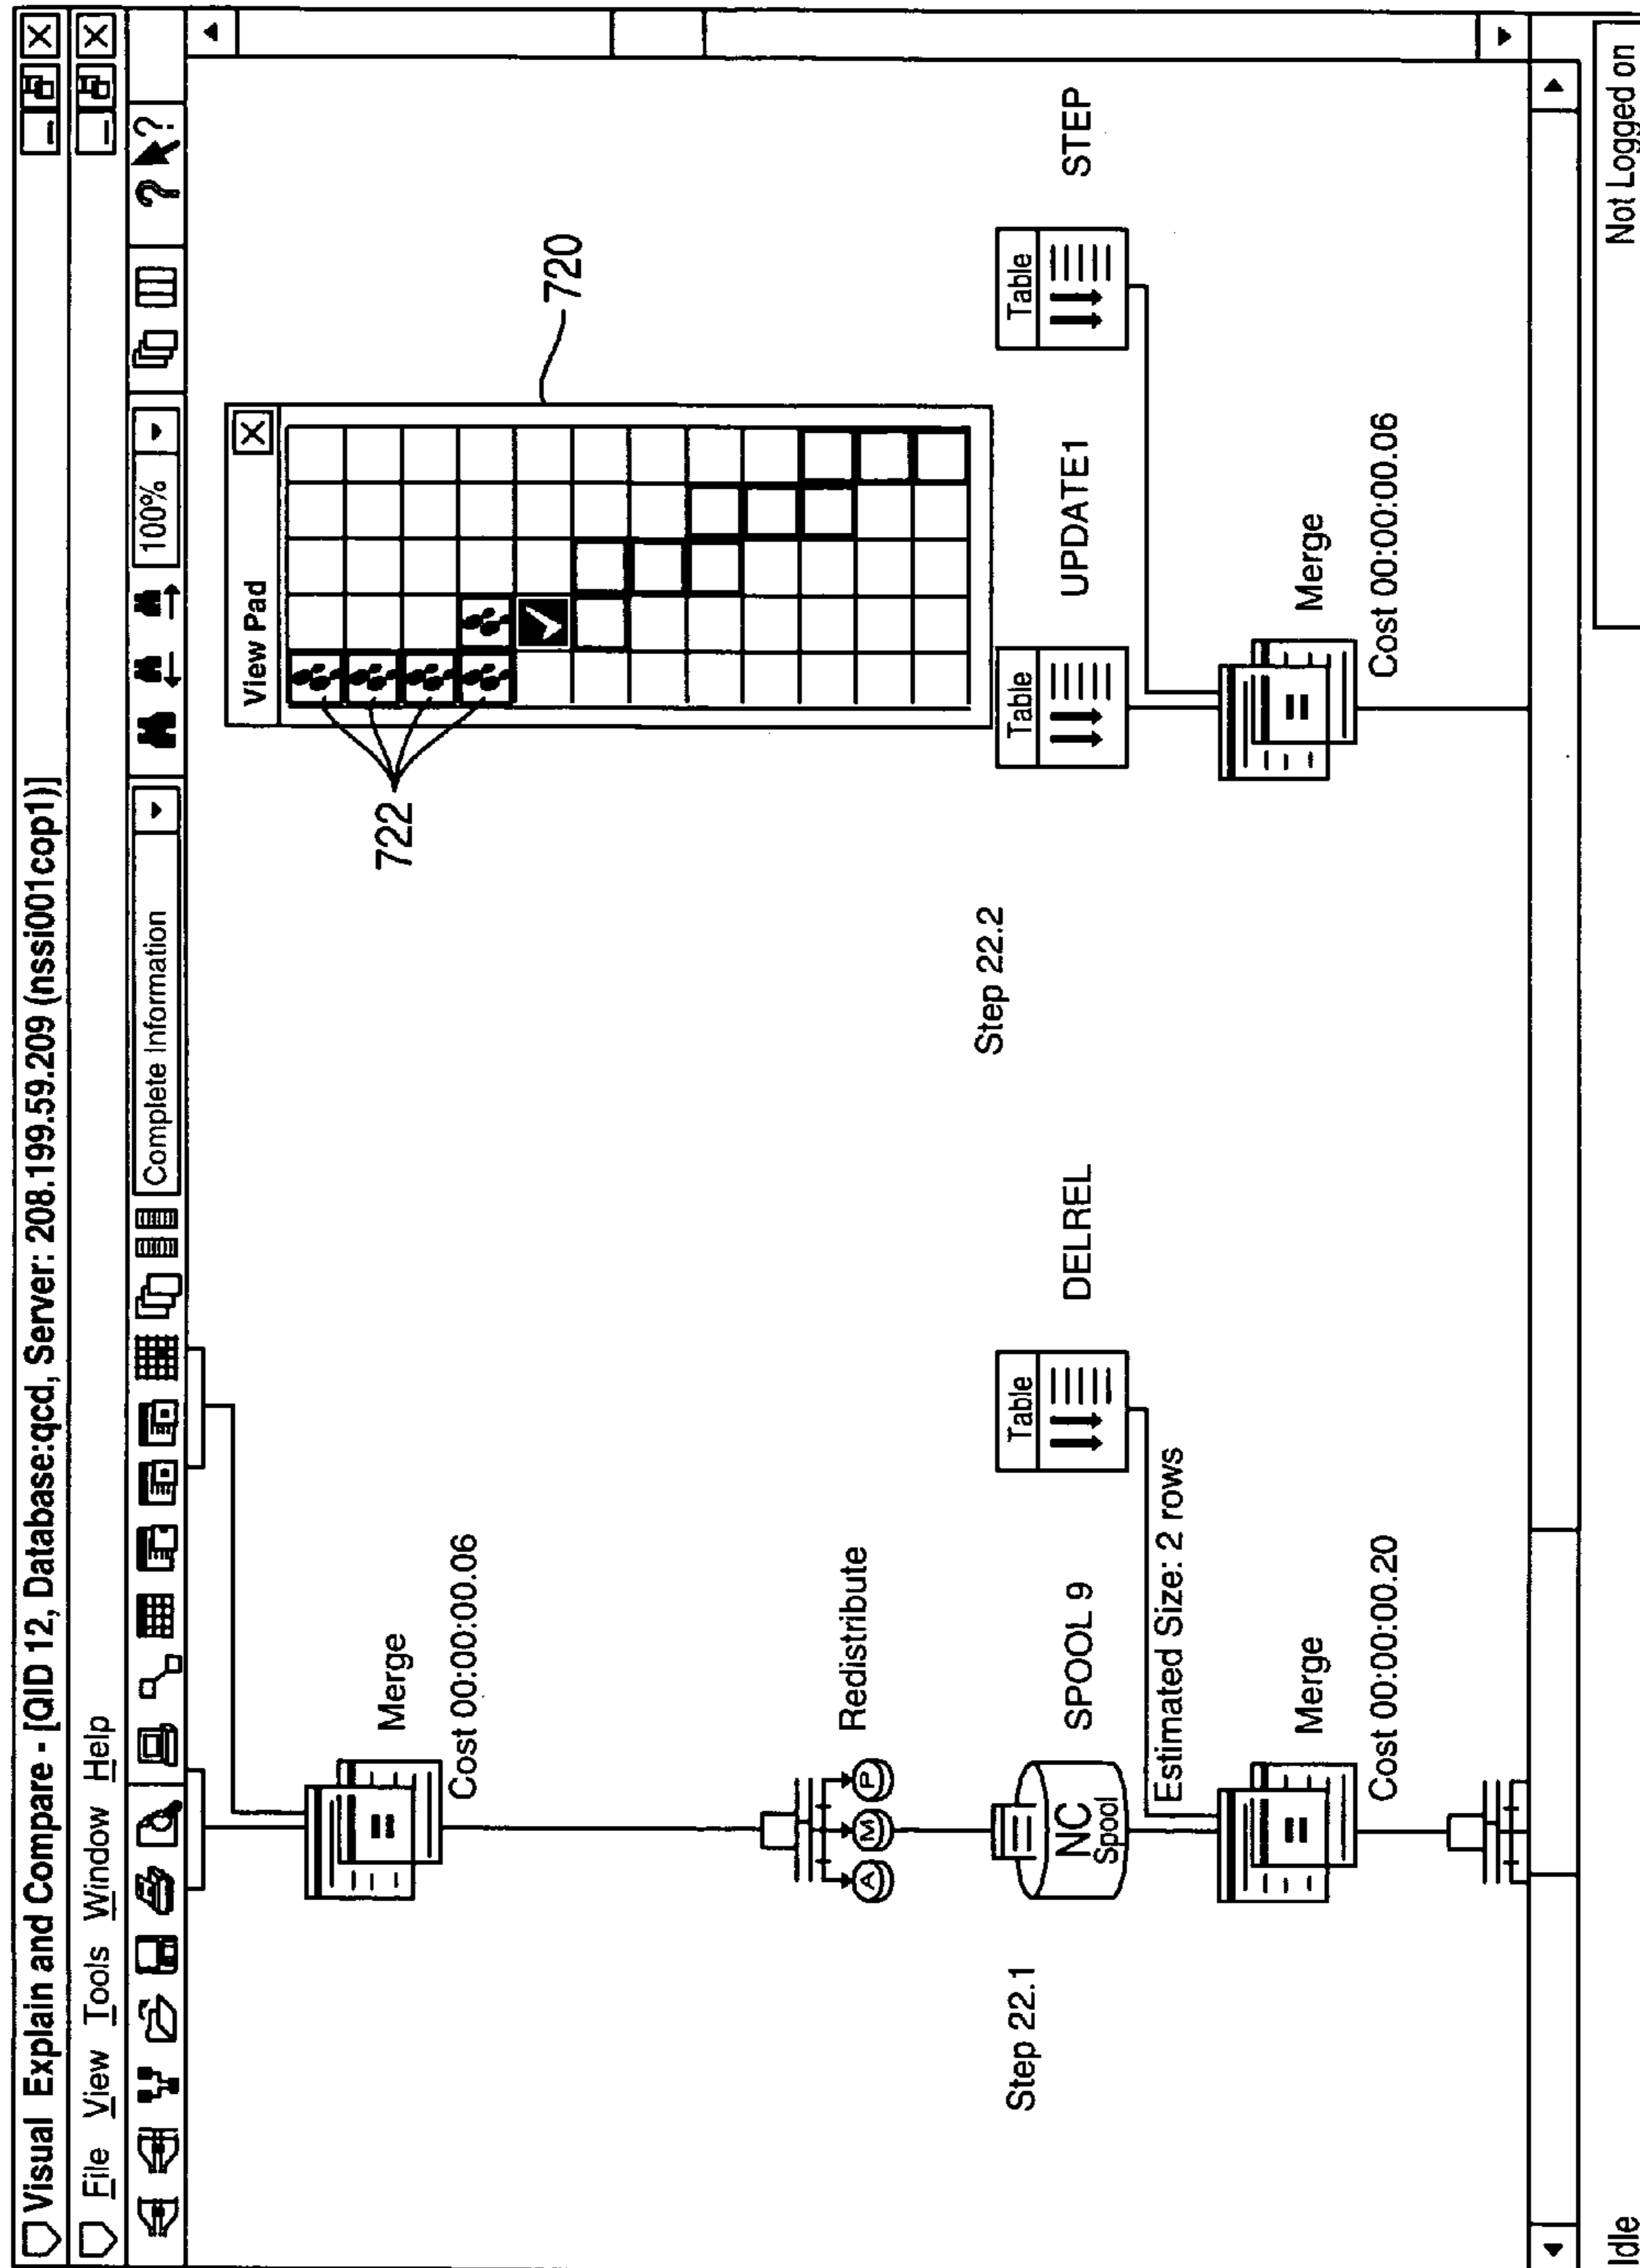 Visual Explain and Compare - [QID 12, Database:qcd, Server: 208.199.59.209 (nssi001cop1)]
File View Tools Window Help
Complete Information
100%
?
?
View Pad
722
720
Merge
Cost 00:00:00.06
Redistribute
A M P
Step 22.1
NC
Spool
SPOOL 9
Table
DELREL
Estimated Size: 2 rows
Merge
Cost 00:00:00.20
Step 22.2
Table
UPDATE1
Table
STEP
Merge
Cost 00:00:00.06
Idle
Not Logged on